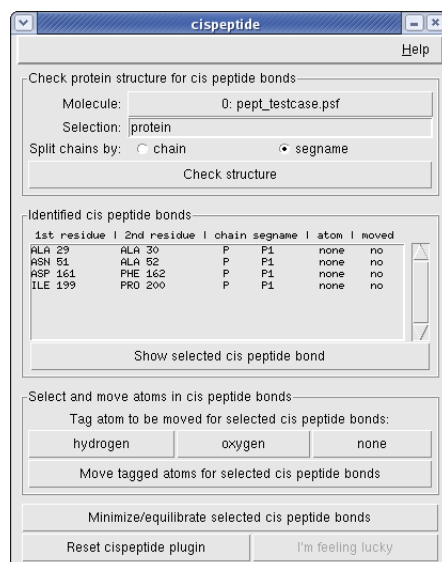 cispeptide
Help
Check protein structure for cis peptide bonds
Molecule: 0: pept_testcase.psf
Selection: protein
Split chains by: chain segname
Check structure
Identified cis peptide bonds
1st residue | 2nd residue | chain segname | atom | moved
ALA 29 ALA 30 P P1 none no
ASN 51 ALA 52 P P1 none no
ASP 161 PHE 162 P P1 none no
ILE 199 PRO 200 P P1 none no
Show selected cis peptide bond
Select and move atoms in cis peptide bonds
Tag atom to be moved for selected cis peptide bonds:
hydrogen oxygen none
Move tagged atoms for selected cis peptide bonds
Minimize/equilibrate selected cis peptide bonds
Reset cispeptide plugin I'm feeling lucky